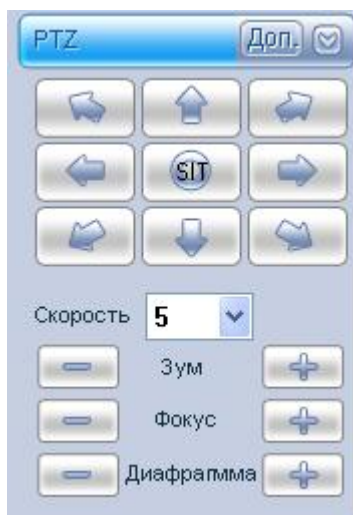 PTZ Доп.
SIT
Скорость 5
Зум
Фокус
Диафрагмма